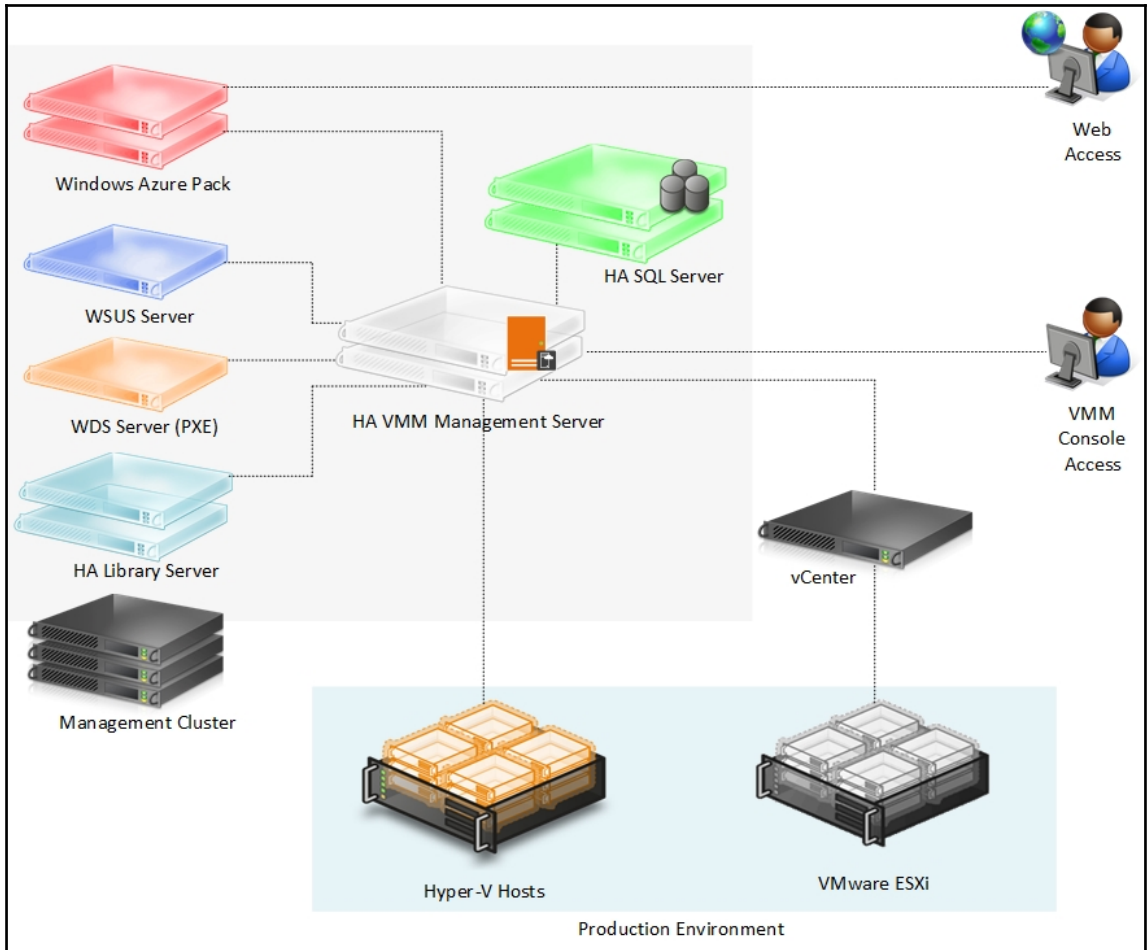 Windows Azure Pack
Web
Access
HA SQL Server
WSUS Server
WDS Server (PXE)
HA VMM Management Server
VMM
Console
Access
HA Library Server
vCenter
Management Cluster
Hyper-V Hosts
VMware ESXi
Production Environment